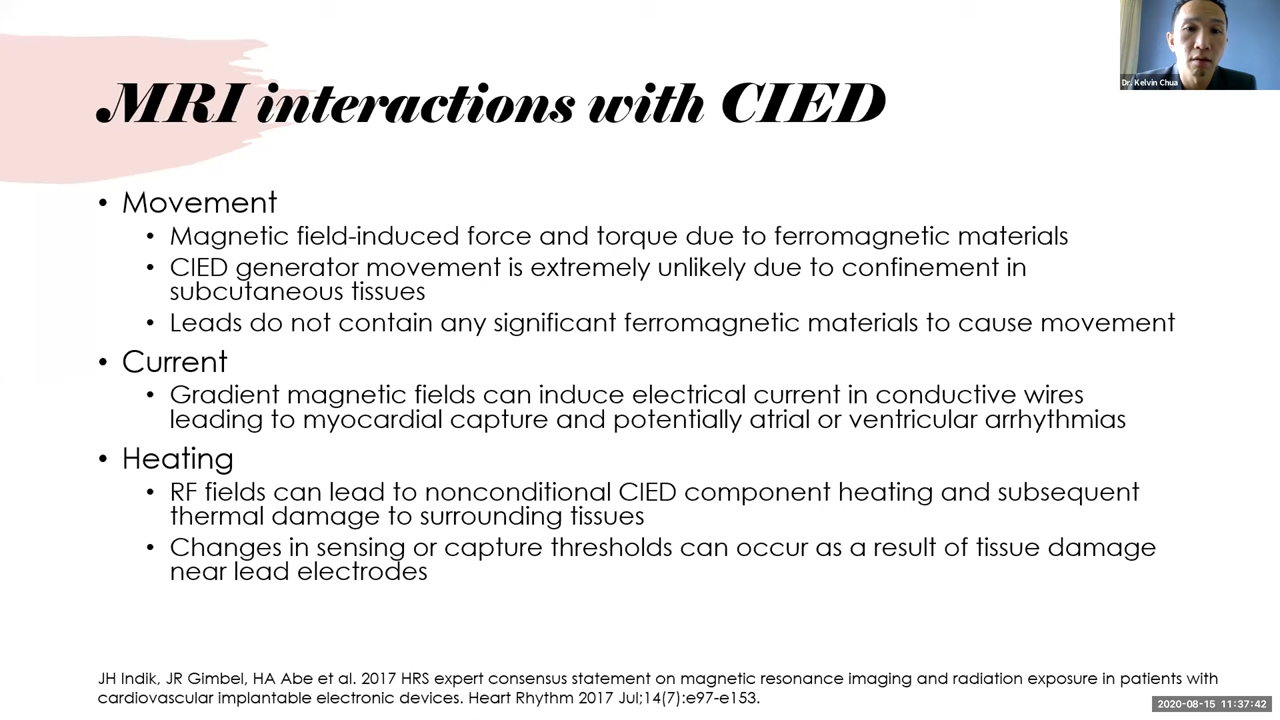 Dr. Kelvin Chua
MRI interactions with CIED
• Movement
• Magnetic field-induced force and torque due to ferromagnetic materials
• CIED generator movement is extremely unlikely due to confinement in
subcutaneous tissues
• Leads do not contain any significant ferromagnetic materials to cause movement
• Current
• Gradient magnetic fields can induce electrical current in conductive wires
leading to myocardial capture and potentially atrial or ventricular arrhythmias
• Heating
• RF fields can lead to nonconditional CIED component heating and subsequent
thermal damage to surrounding tissues
• Changes in sensing or capture thresholds can occur as a result of tissue damage
near lead electrodes
JH Indik, JR Gimbel, HA Abe et al. 2017 HRS expert consensus statement on magnetic resonance imaging and radiation exposure in patients with
cardiovascular implantable electronic devices. Heart Rhythm 2017 Jul;14(7):e97-e153.
2020-08-15 11:37:42